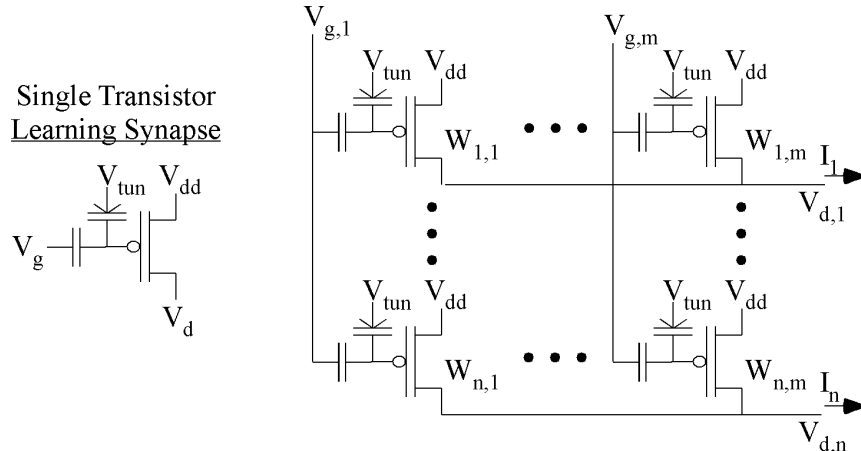 Single Transistor
Learning Synapse
V_tun
V_dd
V_g
V_d
V_g,1
V_g,m
V_tun
V_dd
V_tun
V_dd
W_1,1
W_1,m
I_1
V_d,1
V_tun
V_dd
V_tun
V_dd
W_n,1
W_n,m
I_n
V_d,n